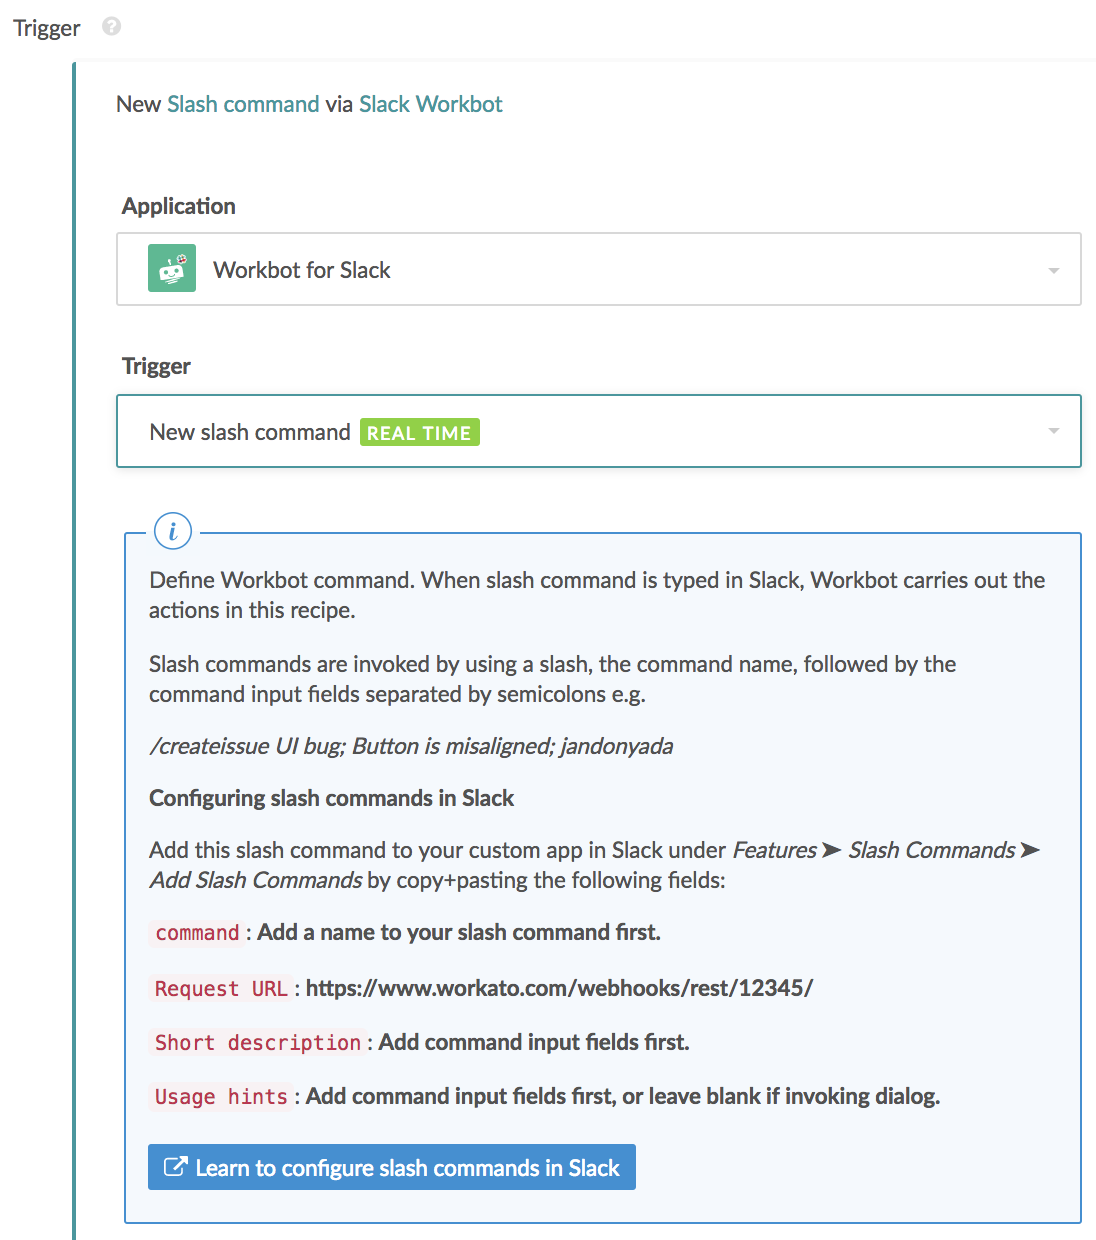 Trigger ?
New Slash command via Slack Workbot
Application
Workbot for Slack
Trigger
New slash command REAL TIME
i
Define Workbot command. When slash command is typed in Slack, Workbot carries out the
actions in this recipe.
Slash commands are invoked by using a slash, the command name, followed by the
command input fields separated by semicolons e.g.
/createissue UI bug; Button is misaligned; jandonyada
Configuring slash commands in Slack
Add this slash command to your custom app in Slack under Features ➤ Slash Commands ➤
Add Slash Commands by copy+pasting the following fields:
command : Add a name to your slash command first.
Request URL : https://www.workato.com/webhooks/rest/12345/
Short description : Add command input fields first.
Usage hints : Add command input fields first, or leave blank if invoking dialog.
Learn to configure slash commands in Slack